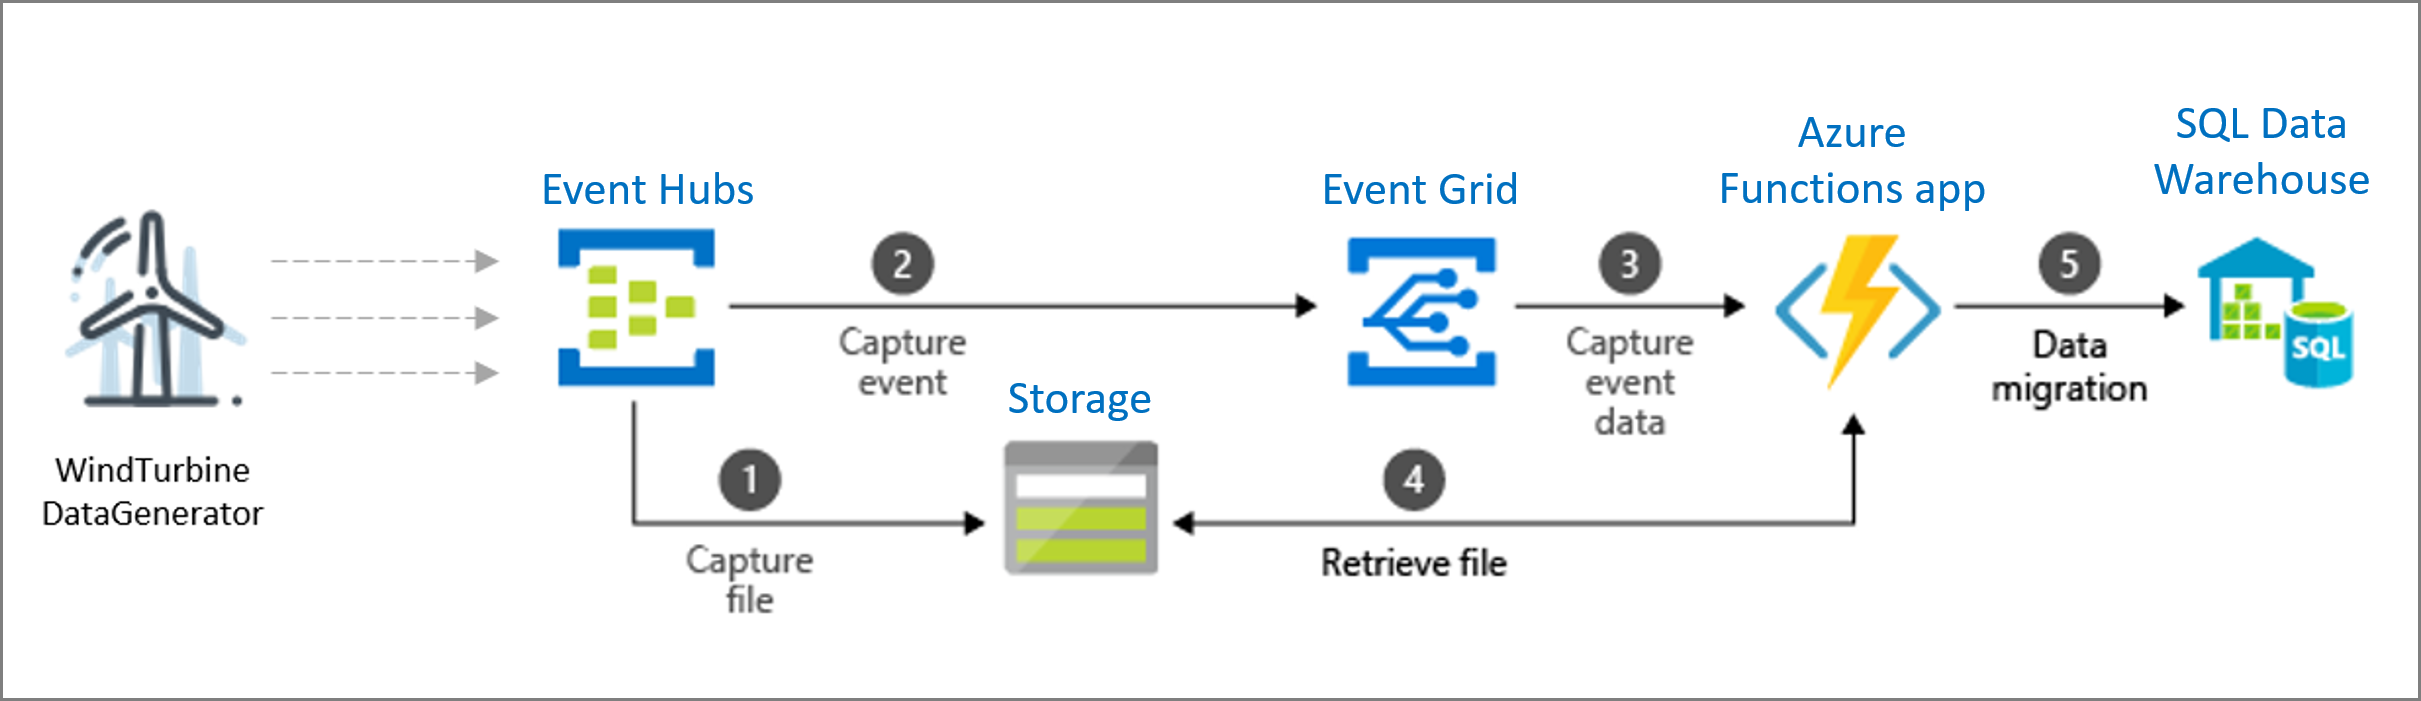 WindTurbine
DataGenerator
Event Hubs
1
Capture
file
Storage
2
Capture
event
Event Grid
3
Capture
event
data
Azure
Functions app
4
Retrieve file
5
Data
migration
SQL Data
Warehouse
SQL